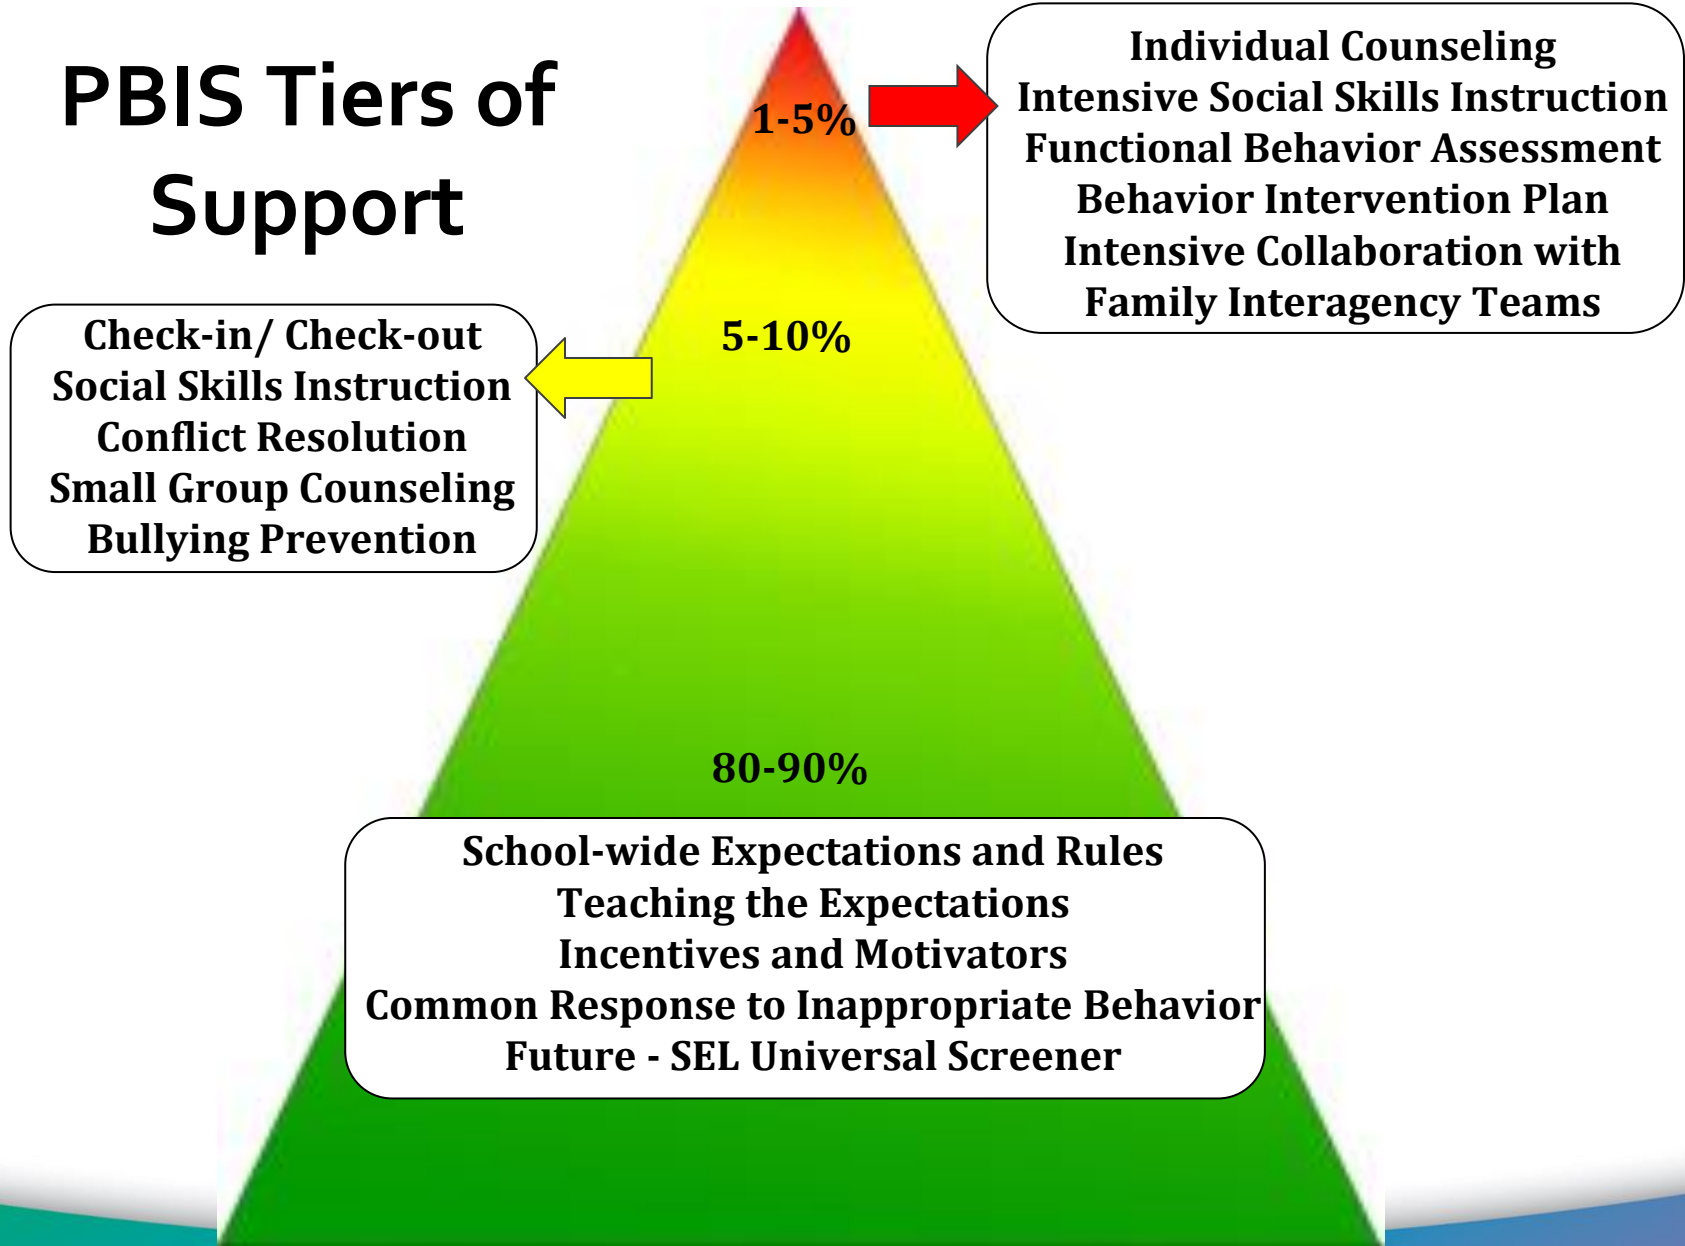 PBIS Tiers of
Support
1-5%
Individual Counseling
Intensive Social Skills Instruction
Functional Behavior Assessment
Behavior Intervention Plan
Intensive Collaboration with
Family Interagency Teams
5-10%
Check-in/ Check-out
Social Skills Instruction
Conflict Resolution
Small Group Counseling
Bullying Prevention
80-90%
School-wide Expectations and Rules
Teaching the Expectations
Incentives and Motivators
Common Response to Inappropriate Behavior
Future - SEL Universal Screener